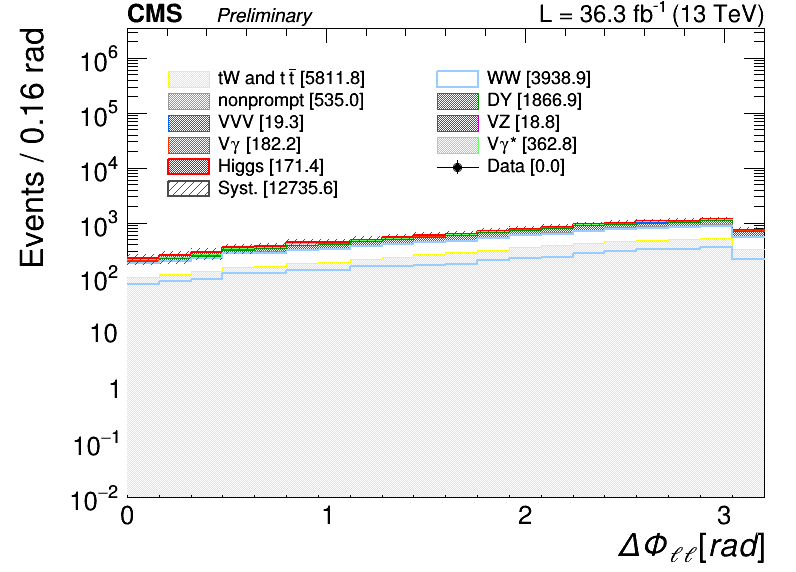 CMS Preliminary L = 36.3 fb⁻¹ (13 TeV)
Events / 0.16 rad
10⁶
10⁵
10⁴
10³
10²
10
1
10⁻¹
10⁻²
tW and tt̄ [5811.8]
nonprompt [535.0]
VVV [19.3]
Vγ [182.2]
Higgs [171.4]
Syst. [12735.6]
WW [3938.9]
DY [1866.9]
VZ [18.8]
Vγ* [362.8]
Data [0.0]
0 1 2 3
ΔΦℓℓ[rad]